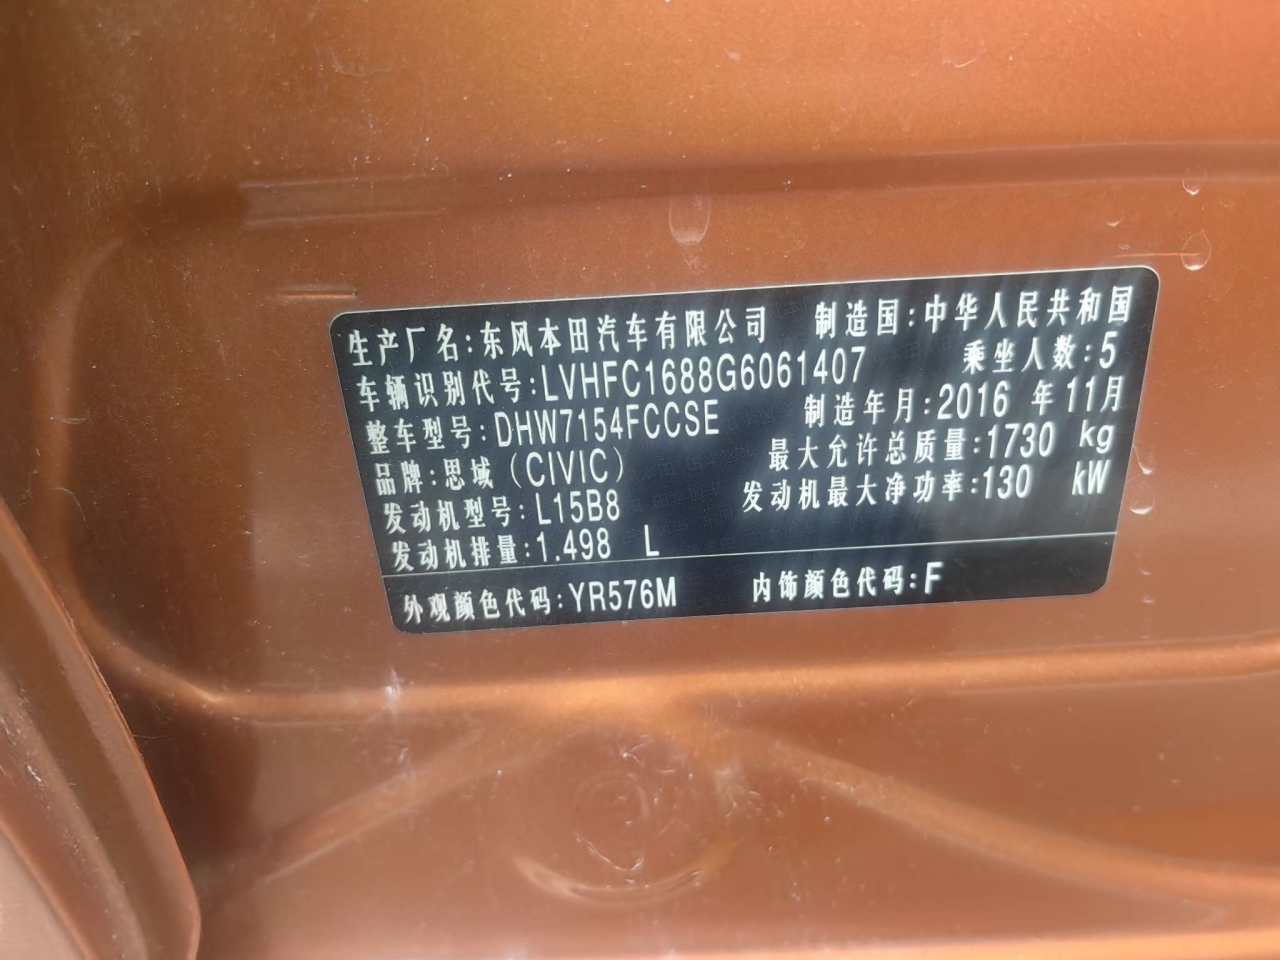 生产厂名:东风本田汽车有限公司 制造国:中华人民共和国
车辆识别代号:LVHFC1688G6061407 乘坐人数:5
整车型号:DHW7154FCCSE 制造年月:2016 年 11月
品牌:思域(CIVIC) 最大允许总质量:1730 kg
发动机型号:L15B8 发动机最大净功率:130 kW
发动机排量:1.498 L
外观颜色代码:YR576M 内饰颜色代码:F